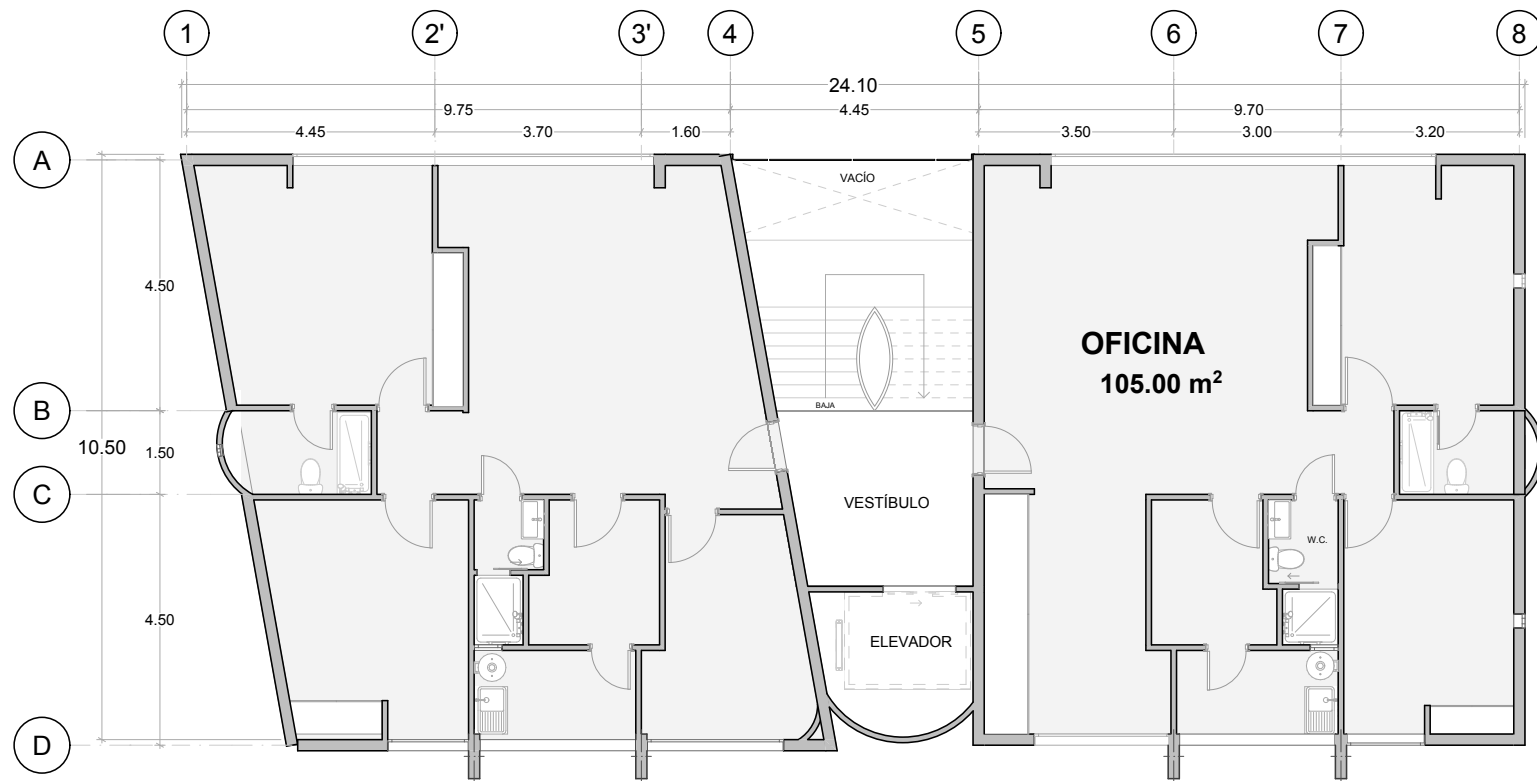 1 2' 3' 4 5 6 7 8
24.10
9.75 4.45 9.70
4.45 3.70 1.60 3.50 3.00 3.20
A
VACÍO
4.50
OFICINA
105.00 m²
BAJA
B
10.50 1.50
C
VESTÍBULO
W.C.
4.50
ELEVADOR
D